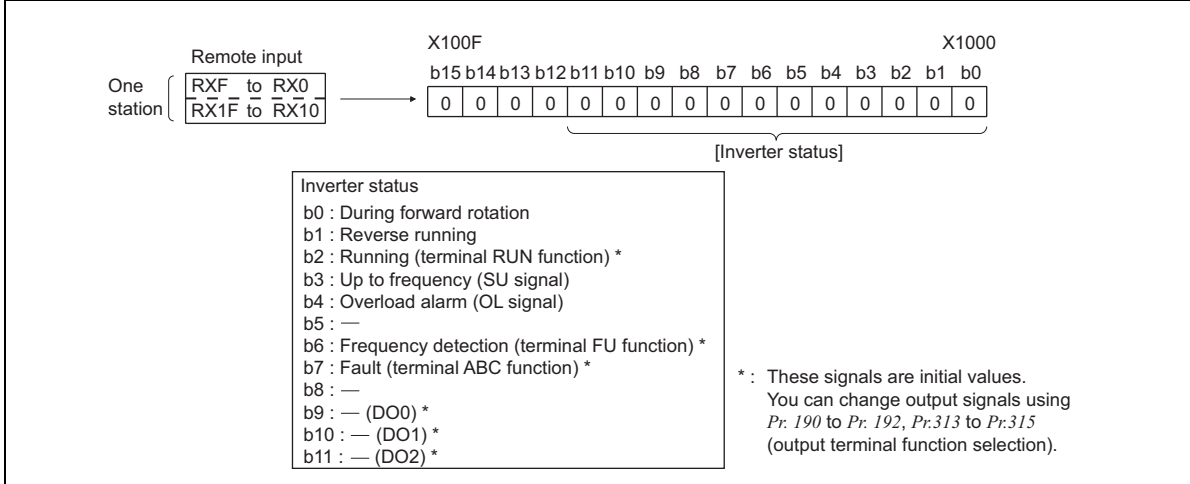 Remote input
X100F X1000
b15 b14 b13 b12 b11 b10 b9 b8 b7 b6 b5 b4 b3 b2 b1 b0
One station
RXF to RX0
RX1F to RX10
0 0 0 0 0 0 0 0 0 0 0 0 0 0 0 0
[Inverter status]
Inverter status
b0 : During forward rotation
b1 : Reverse running
b2 : Running (terminal RUN function) *
b3 : Up to frequency (SU signal)
b4 : Overload alarm (OL signal)
b5 : —
b6 : Frequency detection (terminal FU function) *
b7 : Fault (terminal ABC function) *
b8 : —
b9 : — (DO0) *
b10 : — (DO1) *
b11 : — (DO2) *
* : These signals are initial values.
You can change output signals using
Pr. 190 to Pr. 192, Pr.313 to Pr.315
(output terminal function selection).